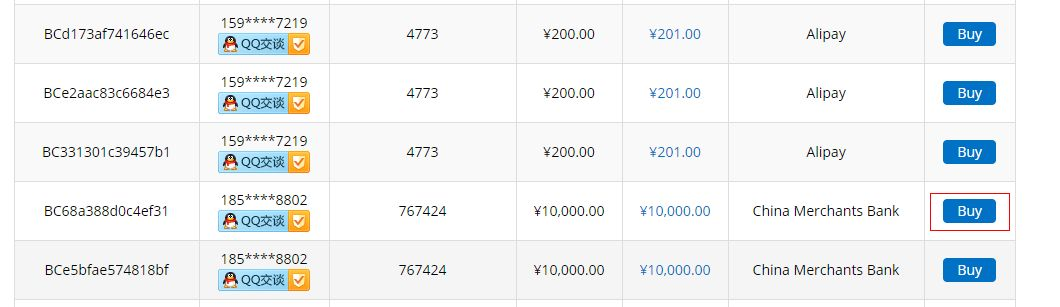 BCd173af741646ec 159****7219 4773 ¥200.00 ¥201.00 Alipay Buy
QQ交谈
BCe2aac83c6684e3 159****7219 4773 ¥200.00 ¥201.00 Alipay Buy
QQ交谈
BC331301c39457b1 159****7219 4773 ¥200.00 ¥201.00 Alipay Buy
QQ交谈
BC68a388d0c4ef31 185****8802 767424 ¥10,000.00 ¥10,000.00 China Merchants Bank Buy
QQ交谈
BCe5bfae574818bf 185****8802 767424 ¥10,000.00 ¥10,000.00 China Merchants Bank Buy
QQ交谈